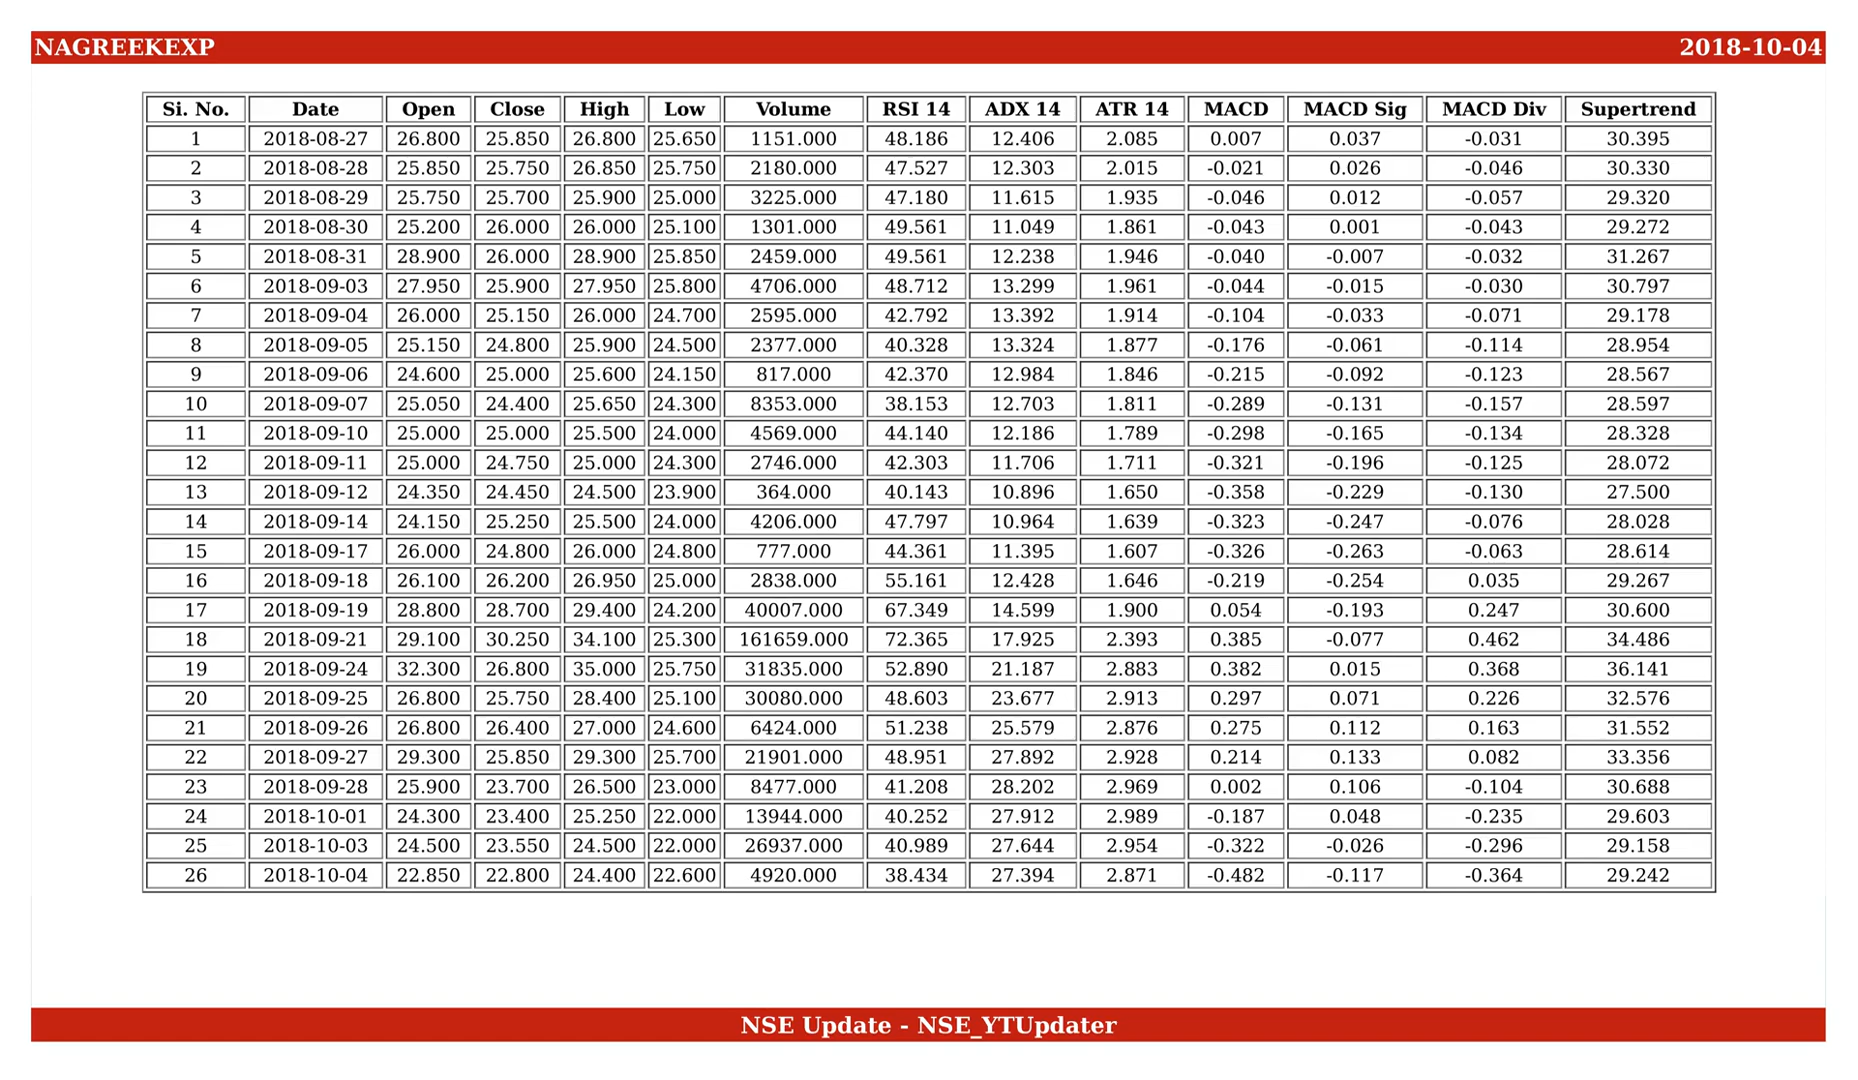 NAGREEKEXP 2018-10-04
Si. No. Date Open Close High Low Volume RSI 14 ADX 14 ATR 14 MACD MACD Sig MACD Div Supertrend
1 2018-08-27 26.800 25.850 26.800 25.650 1151.000 48.186 12.406 2.085 0.007 0.037 -0.031 30.395
2 2018-08-28 25.850 25.750 26.850 25.750 2180.000 47.527 12.303 2.015 -0.021 0.026 -0.046 30.330
3 2018-08-29 25.750 25.700 25.900 25.000 3225.000 47.180 11.615 1.935 -0.046 0.012 -0.057 29.320
4 2018-08-30 25.200 26.000 26.000 25.100 1301.000 49.561 11.049 1.861 -0.043 0.001 -0.043 29.272
5 2018-08-31 28.900 26.000 28.900 25.850 2459.000 49.561 12.238 1.946 -0.040 -0.007 -0.032 31.267
6 2018-09-03 27.950 25.900 27.950 25.800 4706.000 48.712 13.299 1.961 -0.044 -0.015 -0.030 30.797
7 2018-09-04 26.000 25.150 26.000 24.700 2595.000 42.792 13.392 1.914 -0.104 -0.033 -0.071 29.178
8 2018-09-05 25.150 24.800 25.900 24.500 2377.000 40.328 13.324 1.877 -0.176 -0.061 -0.114 28.954
9 2018-09-06 24.600 25.000 25.600 24.150 817.000 42.370 12.984 1.846 -0.215 -0.092 -0.123 28.567
10 2018-09-07 25.050 24.400 25.650 24.300 8353.000 38.153 12.703 1.811 -0.289 -0.131 -0.157 28.597
11 2018-09-10 25.000 25.000 25.500 24.000 4569.000 44.140 12.186 1.789 -0.298 -0.165 -0.134 28.328
12 2018-09-11 25.000 24.750 25.000 24.300 2746.000 42.303 11.706 1.711 -0.321 -0.196 -0.125 28.072
13 2018-09-12 24.350 24.450 24.500 23.900 364.000 40.143 10.896 1.650 -0.358 -0.229 -0.130 27.500
14 2018-09-14 24.150 25.250 25.500 24.000 4206.000 47.797 10.964 1.639 -0.323 -0.247 -0.076 28.028
15 2018-09-17 26.000 24.800 26.000 24.800 777.000 44.361 11.395 1.607 -0.326 -0.263 -0.063 28.614
16 2018-09-18 26.100 26.200 26.950 25.000 2838.000 55.161 12.428 1.646 -0.219 -0.254 0.035 29.267
17 2018-09-19 28.800 28.700 29.400 24.200 40007.000 67.349 14.599 1.900 0.054 -0.193 0.247 30.600
18 2018-09-21 29.100 30.250 34.100 25.300 161659.000 72.365 17.925 2.393 0.385 -0.077 0.462 34.486
19 2018-09-24 32.300 26.800 35.000 25.750 31835.000 52.890 21.187 2.883 0.382 0.015 0.368 36.141
20 2018-09-25 26.800 25.750 28.400 25.100 30080.000 48.603 23.677 2.913 0.297 0.071 0.226 32.576
21 2018-09-26 26.800 26.400 27.000 24.600 6424.000 51.238 25.579 2.876 0.275 0.112 0.163 31.552
22 2018-09-27 29.300 25.850 29.300 25.700 21901.000 48.951 27.892 2.928 0.214 0.133 0.082 33.356
23 2018-09-28 25.900 23.700 26.500 23.000 8477.000 41.208 28.202 2.969 0.002 0.106 -0.104 30.688
24 2018-10-01 24.300 23.400 25.250 22.000 13944.000 40.252 27.912 2.989 -0.187 0.048 -0.235 29.603
25 2018-10-03 24.500 23.550 24.500 22.000 26937.000 40.989 27.644 2.954 -0.322 -0.026 -0.296 29.158
26 2018-10-04 22.850 22.800 24.400 22.600 4920.000 38.434 27.394 2.871 -0.482 -0.117 -0.364 29.242
NSE Update - NSE_YTUpdater